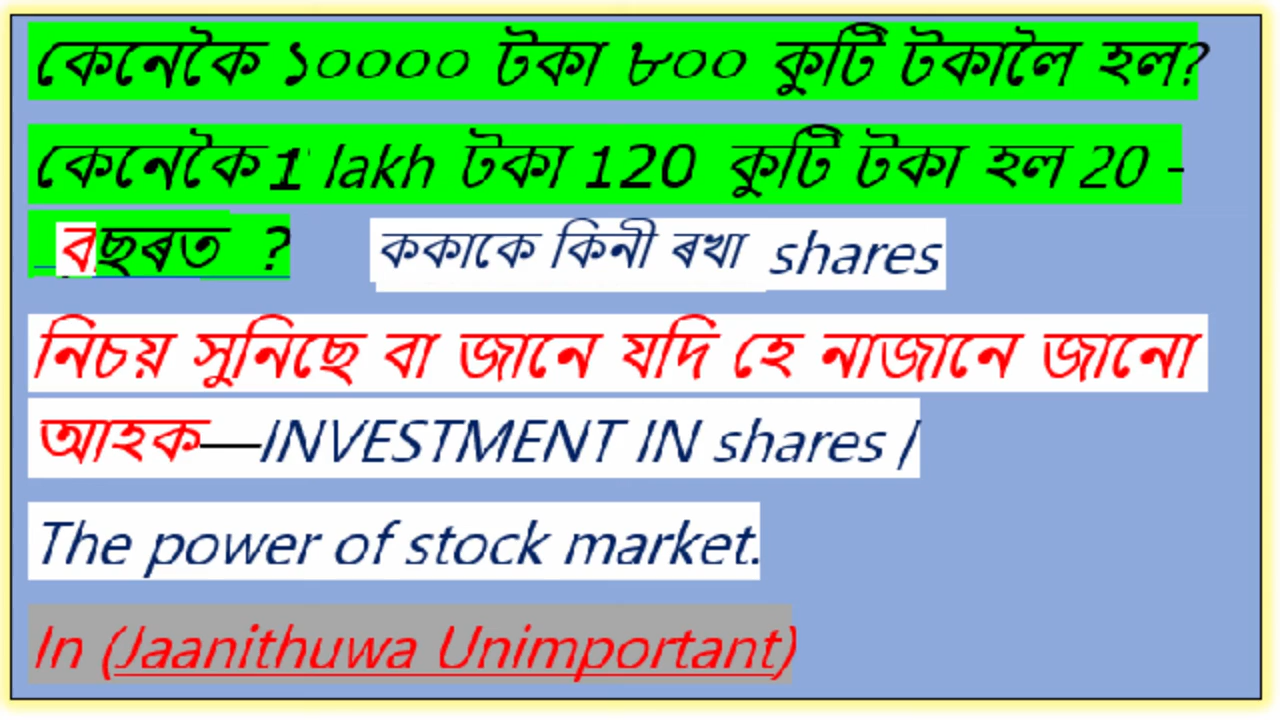 কেনেকৈ ১০০০০ টকা ৮০০ কুটি টকালৈ হল?
কেনেকৈ 1 lakh টকা 120 কুটি টকা হল 20 -
বছৰত ? ককাকে কিনী ৰখা shares
নিচয় সুনিছে বা জানে যদি হে নাজানে জানো
আহক—INVESTMENT IN shares /
The power of stock market.
In (Jaanithuwa Unimportant)